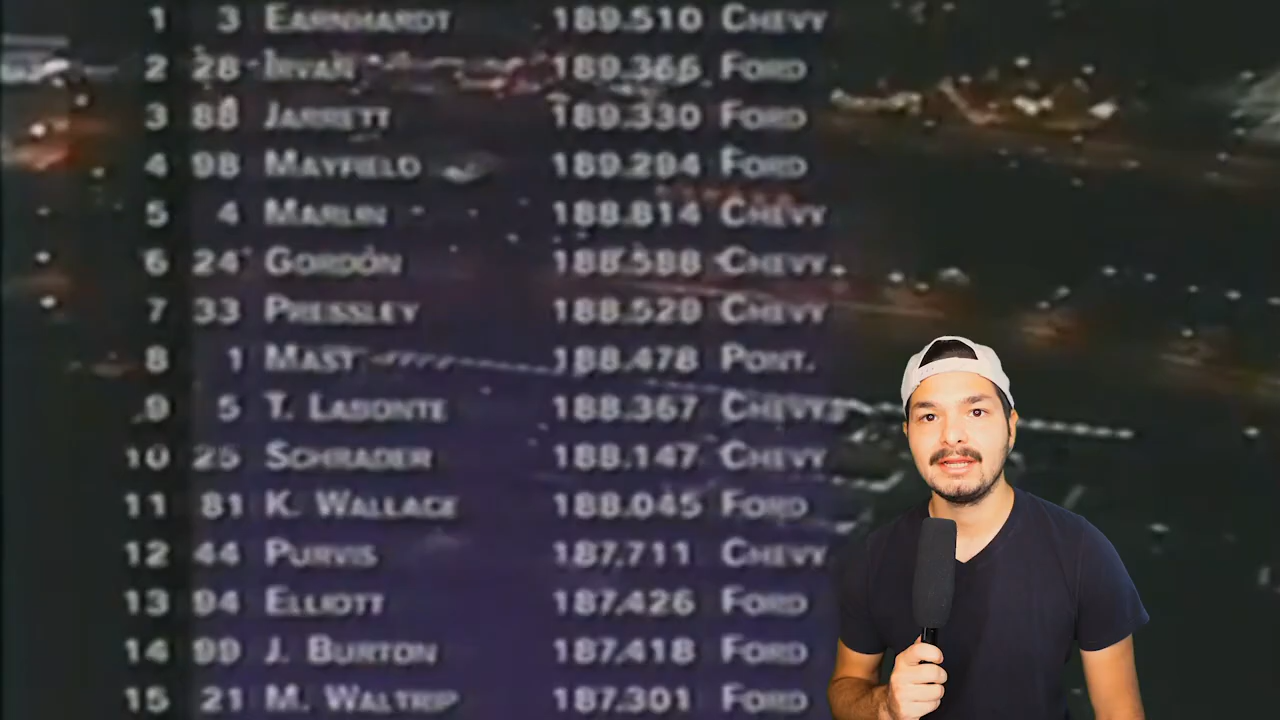 1 3 EARNHARDT 189.510 CHEVY
2 28 IRVAN 189.366 FORD
3 88 JARRETT 189.330 FORD
4 98 MAYFIELD 189.294 FORD
5 4 MARLIN 188.814 CHEVY
6 24 GORDON 188.588 CHEVY
7 33 PRESSLEY 188.529 CHEVY
8 1 MAST 188.478 PONT.
9 5 T. LABONTE 188.367 CHEVY
10 25 SCHRADER 188.147 CHEVY
11 81 K. WALLACE 188.045 FORD
12 44 PURVIS 187.711 CHEVY
13 94 ELLIOTT 187.426 FORD
14 99 J. BURTON 187.418 FORD
15 21 M. WALTRIP 187.301 FORD